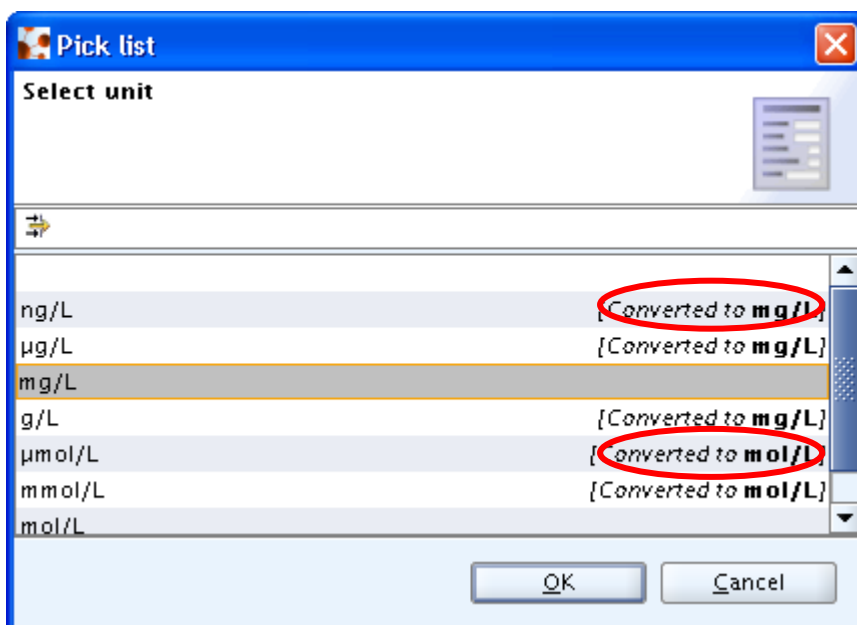 Pick list
Select unit
ng/L [Converted to mg/L]
µg/L [Converted to mg/L]
mg/L
g/L [Converted to mg/L]
µmol/L [Converted to mol/L]
mmol/L [Converted to mol/L]
mol/L
OK Cancel